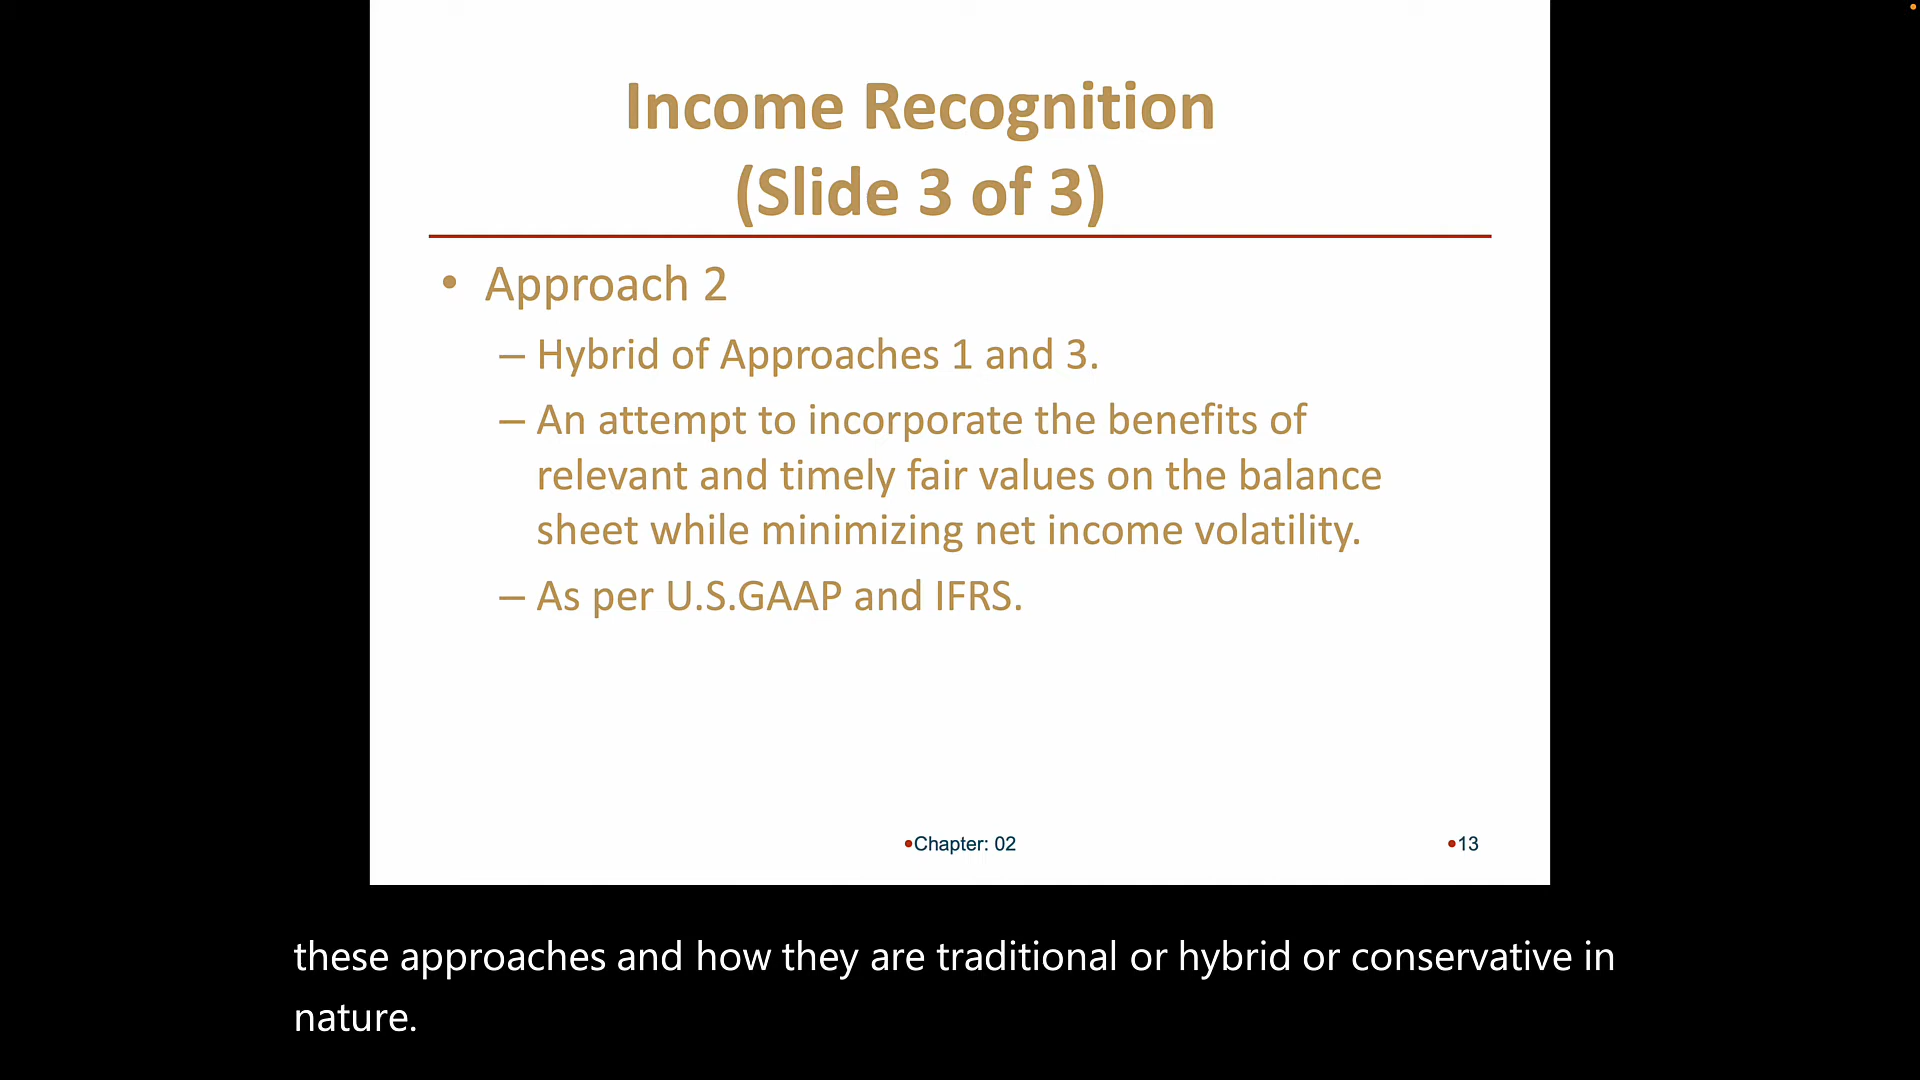 Income Recognition
(Slide 3 of 3)
• Approach 2
– Hybrid of Approaches 1 and 3.
– An attempt to incorporate the benefits of
relevant and timely fair values on the balance
sheet while minimizing net income volatility.
– As per U.S.GAAP and IFRS.
•Chapter: 02
•13
these approaches and how they are traditional or hybrid or conservative in
nature.